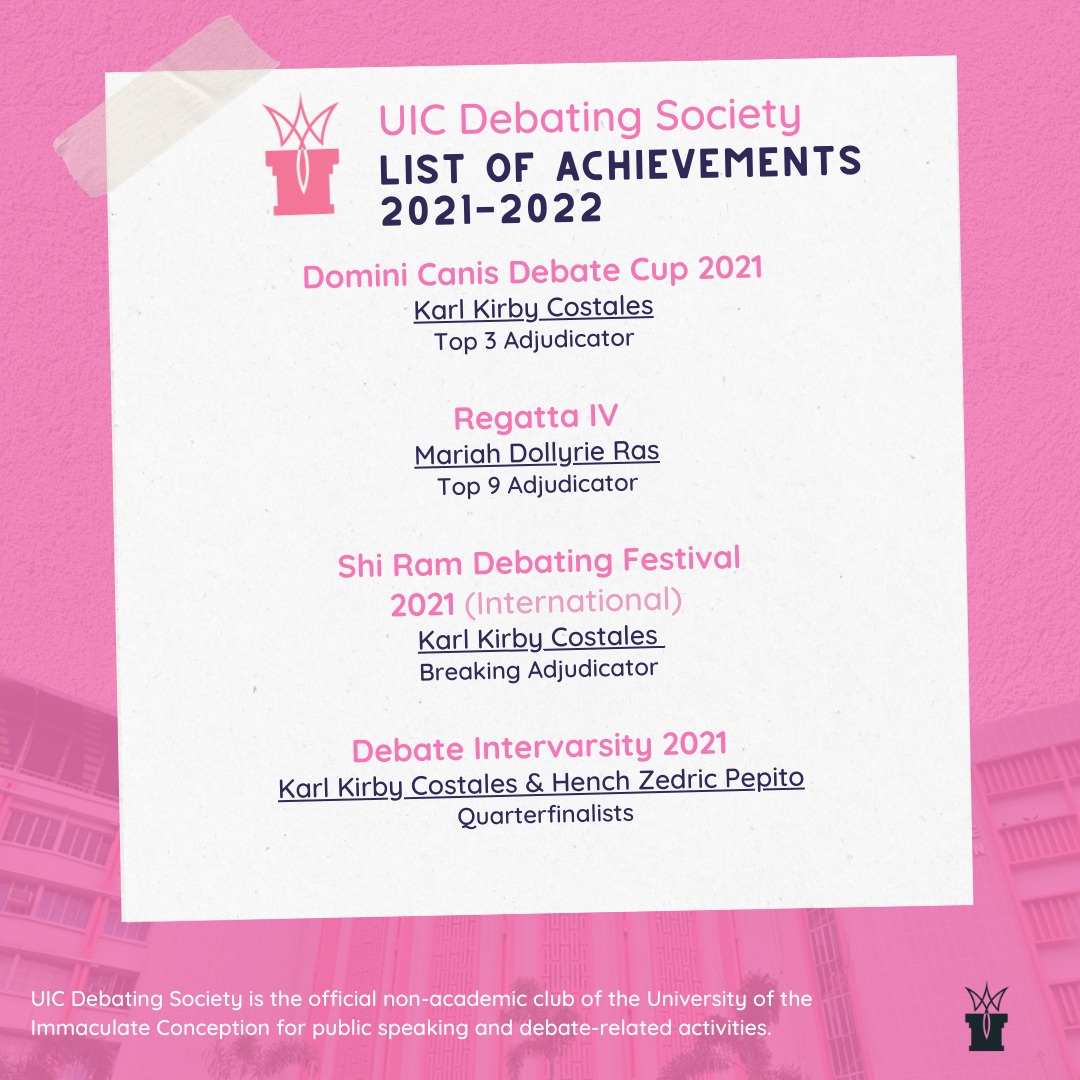 UIC Debating Society
LIST OF ACHIEVEMENTS
2021-2022
Domini Canis Debate Cup 2021
Karl Kirby Costales
Top 3 Adjudicator
Regatta IV
Mariah Dollyrie Ras
Top 9 Adjudicator
Shi Ram Debating Festival
2021 (International)
Karl Kirby Costales
Breaking Adjudicator
Debate Intervarsity 2021
Karl Kirby Costales & Hench Zedric Pepito
Quarterfinalists
UIC Debating Society is the official non-academic club of the University of the
Immaculate Conception for public speaking and debate-related activities.